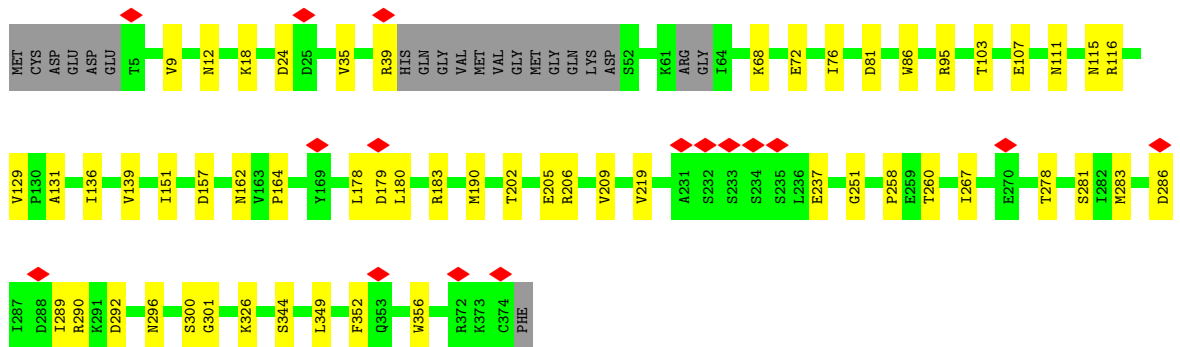 MET CYS ASP GLU ASP GLU T5 V9 N12 K18 D24 D25 V35 R39 HIS GLN GLY VAL MET VAL GLY MET GLY GLN LYS ASP S52 K61 ARG GLY I64 K68 E72 I76 D81 W86 R95 T103 E107 N111 N115 R116
V129 P130 A131 I136 V139 I151 D157 N162 V163 P164 Y169 L178 D179 L180 R183 M190 T202 E205 R206 V209 V219 A231 S232 S233 S234 S235 L236 E237 G251 P258 E259 T260 I267 E270 T278 S281 I282 M283 D286
I287 D288 I289 R290 K291 D292 N296 S300 G301 K326 S344 L349 F352 Q353 W356 R372 K373 C374 PHE